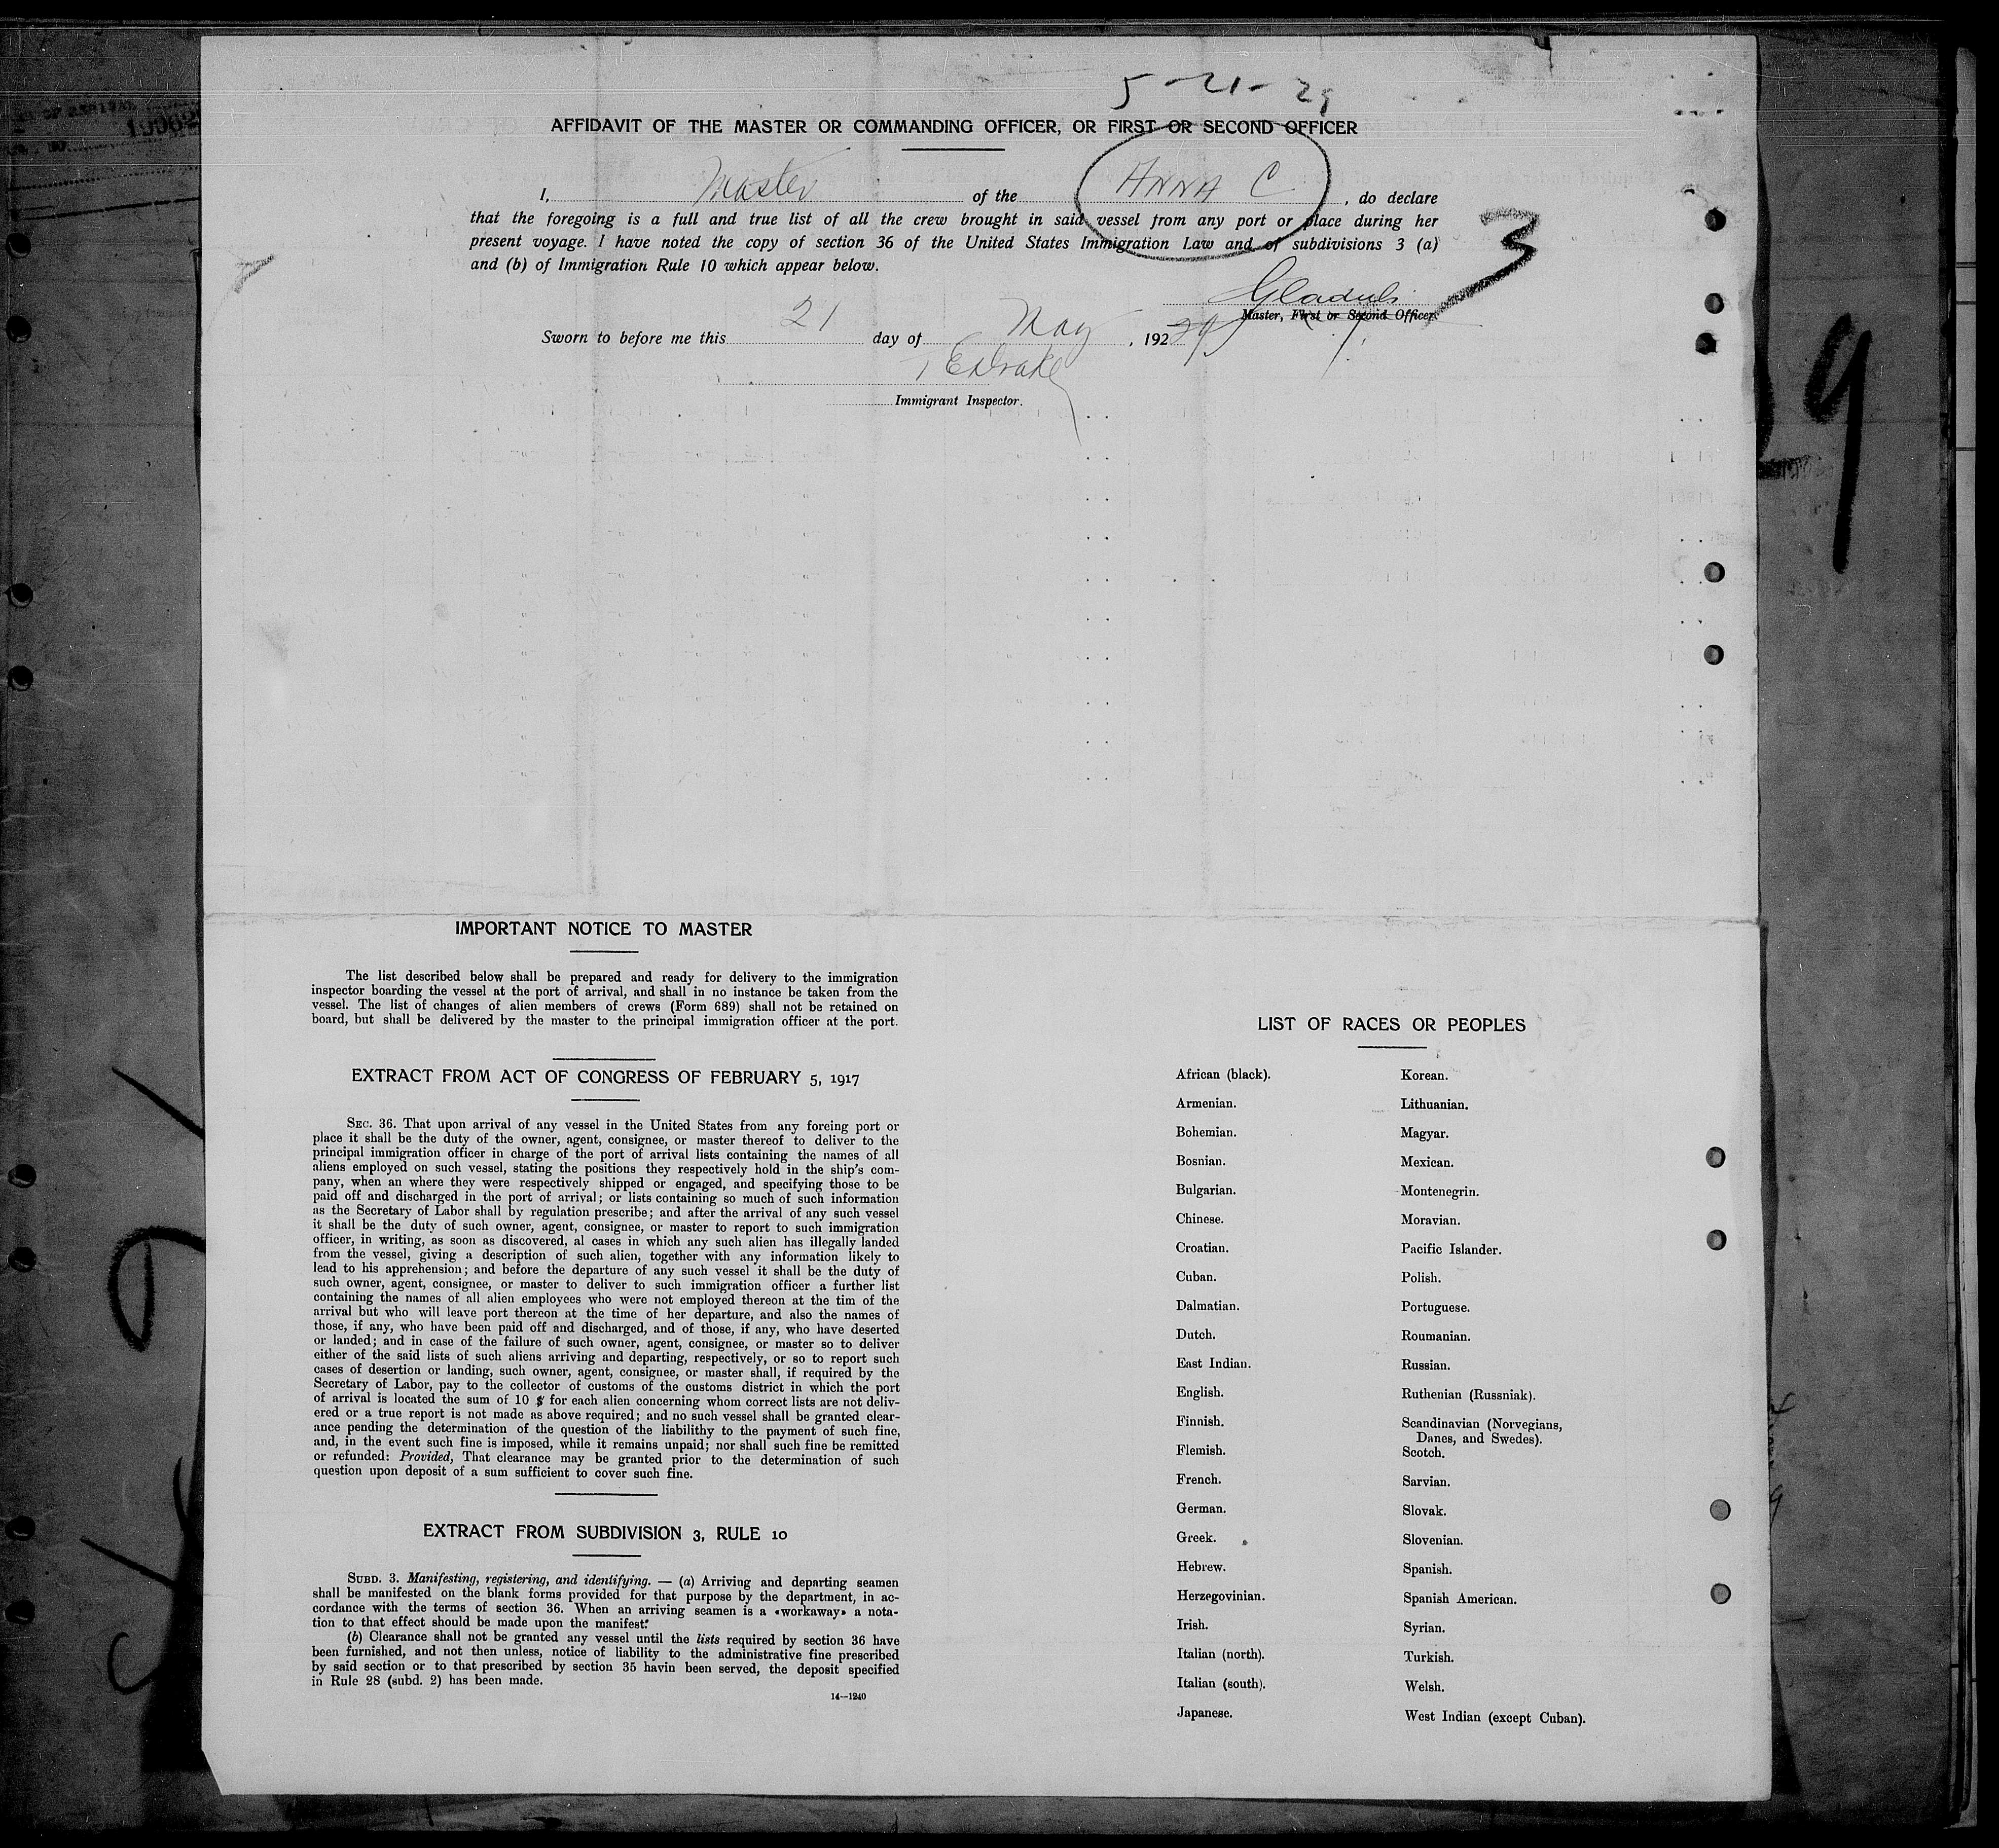 5-21-29
AFFIDAVIT OF THE MASTER OR COMMANDING OFFICER, OR FIRST OR SECOND OFFICER
I, Master of the ANNA C, do declare
that the foregoing is a full and true list of all the crew brought in said vessel from any port or place during her
present voyage. I have noted the copy of section 36 of the United States Immigration Law and of subdivisions 3 (a)
and (b) of Immigration Rule 10 which appear below.
3
Master, First or Second Officer.
Sworn to before me this 21 day of May, 1929
Immigrant Inspector.
IMPORTANT NOTICE TO MASTER
The list described below shall be prepared and ready for delivery to the immigration
inspector boarding the vessel at the port of arrival, and shall in no instance be taken from the
vessel. The list of changes of alien members of crews (Form 689) shall not be retained on
board, but shall be delivered by the master to the principal immigration officer at the port.
EXTRACT FROM ACT OF CONGRESS OF FEBRUARY 5, 1917
SEC. 36. That upon arrival of any vessel in the United States from any foreing port or
place it shall be the duty of the owner, agent, consignee, or master thereof to deliver to the
principal immigration officer in charge of the port of arrival lists containing the names of all
aliens employed on such vessel, stating the positions they respectively hold in the ship's com-
pany, when an where they were respectively shipped or engaged, and specifying those to be
paid off and discharged in the port of arrival; or lists containing so much of such information
as the Secretary of Labor shall by regulation prescribe; and after the arrival of any such vessel
it shall be the duty of such owner, agent, consignee, or master to report to such immigration
officer, in writing, as soon as discovered, al cases in which any such alien has illegally landed
from the vessel, giving a description of such alien, together with any information likely to
lead to his apprehension; and before the departure of any such vessel it shall be the duty of
such owner, agent, consignee, or master to deliver to such immigration officer a further list
containing the names of all alien employees who were not employed thereon at the tim of the
arrival but who will leave port thereon at the time of her departure, and also the names of
those, if any, who have been paid off and discharged, and of those, if any, who have deserted
or landed; and in case of the failure of such owner, agent, consignee, or master so to deliver
either of the said lists of such aliens arriving and departing, respectively, or so to report such
cases of desertion or landing, such owner, agent, consignee, or master shall, if required by the
Secretary of Labor, pay to the collector of customs of the customs district in which the port
of arrival is located the sum of 10 $ for each alien concerning whom correct lists are not deliv-
ered or a true report is not made as above required; and no such vessel shall be granted clear-
ance pending the determination of the question of the liabilithy to the payment of such fine,
and, in the event such fine is imposed, while it remains unpaid; nor shall such fine be remitted
or refunded: Provided, That clearance may be granted prior to the determination of such
question upon deposit of a sum sufficient to cover such fine.
EXTRACT FROM SUBDIVISION 3, RULE 10
SUBD. 3. Manifesting, registering, and identifying. — (a) Arriving and departing seamen
shall be manifested on the blank forms provided for that purpose by the department, in ac-
cordance with the terms of section 36. When an arriving seamen is a «workaway» a nota-
tion to that effect should be made upon the manifest.
(b) Clearance shall not be granted any vessel until the lists required by section 36 have
been furnished, and not then unless, notice of liability to the administrative fine prescribed
by said section or to that prescribed by section 35 havin been served, the deposit specified
in Rule 28 (subd. 2) has been made.
14--1240
LIST OF RACES OR PEOPLES
African (black).
Armenian.
Bohemian.
Bosnian.
Bulgarian.
Chinese.
Croatian.
Cuban.
Dalmatian.
Dutch.
East Indian.
English.
Finnish.
Flemish.
French.
German.
Greek.
Hebrew.
Herzegovinian.
Irish.
Italian (north).
Italian (south).
Japanese.
Korean.
Lithuanian.
Magyar.
Mexican.
Montenegrin.
Moravian.
Pacific Islander.
Polish.
Portuguese.
Roumanian.
Russian.
Ruthenian (Russniak).
Scandinavian (Norvegians,
Danes, and Swedes).
Scotch.
Sarvian.
Slovak.
Slovenian.
Spanish.
Spanish American.
Syrian.
Turkish.
Welsh.
West Indian (except Cuban).